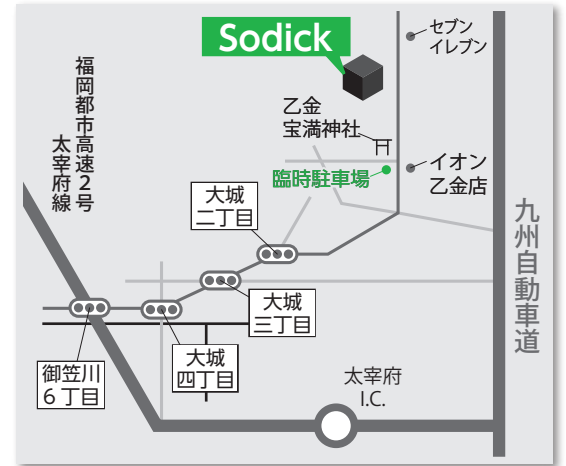 Sodick
セブン
イレブン
福岡都市高速2号
太宰府線
乙金
宝満神社
臨時駐車場
イオン
乙金店
大城
二丁目
九州自動車道
大城
三丁目
大城
四丁目
御笠川
6丁目
太宰府
I.C.